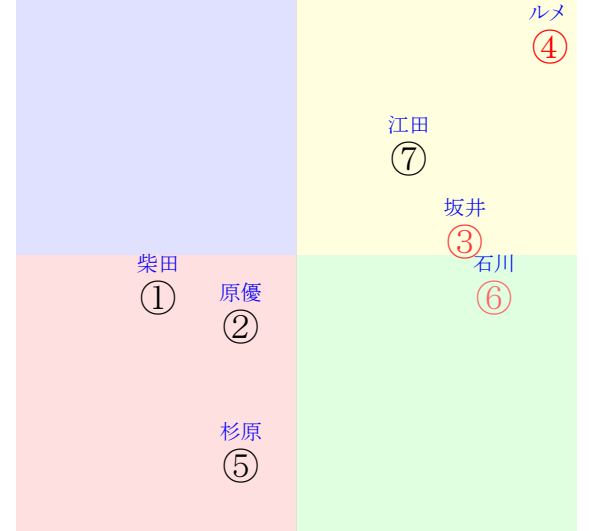 ルメ
④
江田
⑦
坂井
③
石川
⑥
柴田
①
原優
②
杉原
⑤